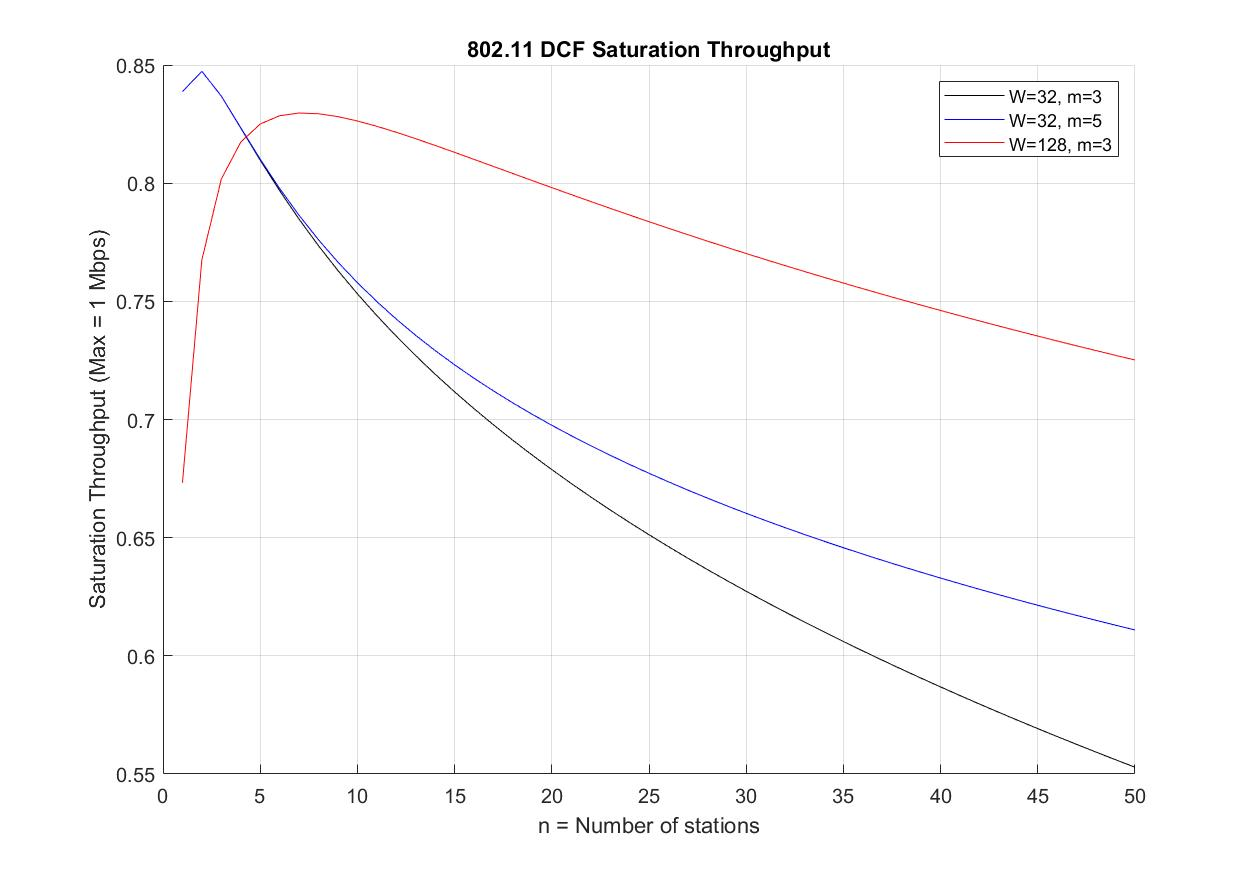 802.11 DCF Saturation Throughput
W=32, m=3
W=32, m=5
W=128, m=3
Saturation Throughput (Max = 1 Mbps)
0.85
0.8
0.75
0.7
0.65
0.6
0.55
0 5 10 15 20 25 30 35 40 45 50
n = Number of stations